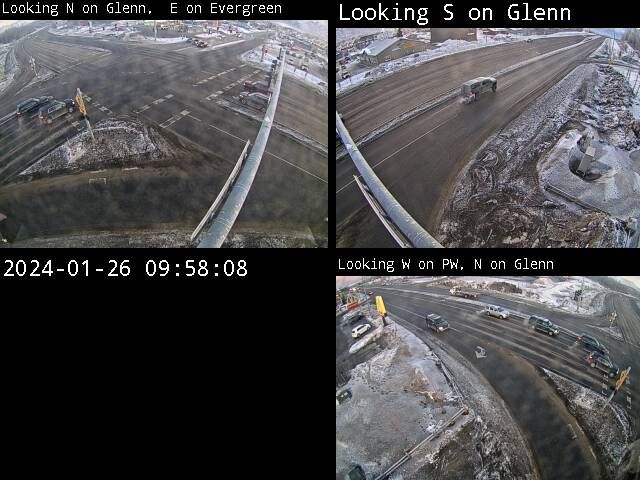 Looking N on Glenn,  E on Evergreen
Looking S on Glenn
2024-01-26 09:58:08
Looking W on PW, N on Glenn